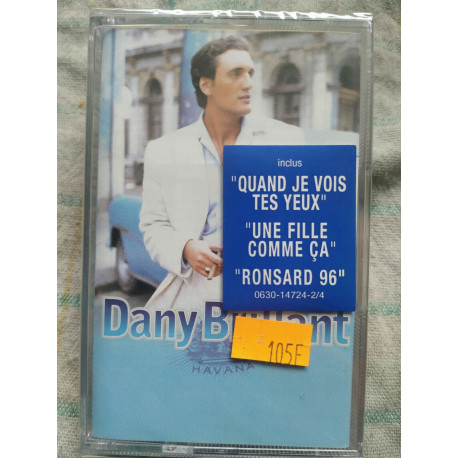 inclus
"QUAND JE VOIS
TES YEUX"
"UNE FILLE
COMME ÇA"
"RONSARD 96"
0630-14724-2/4
Dany Brillant
105F
HAVANA